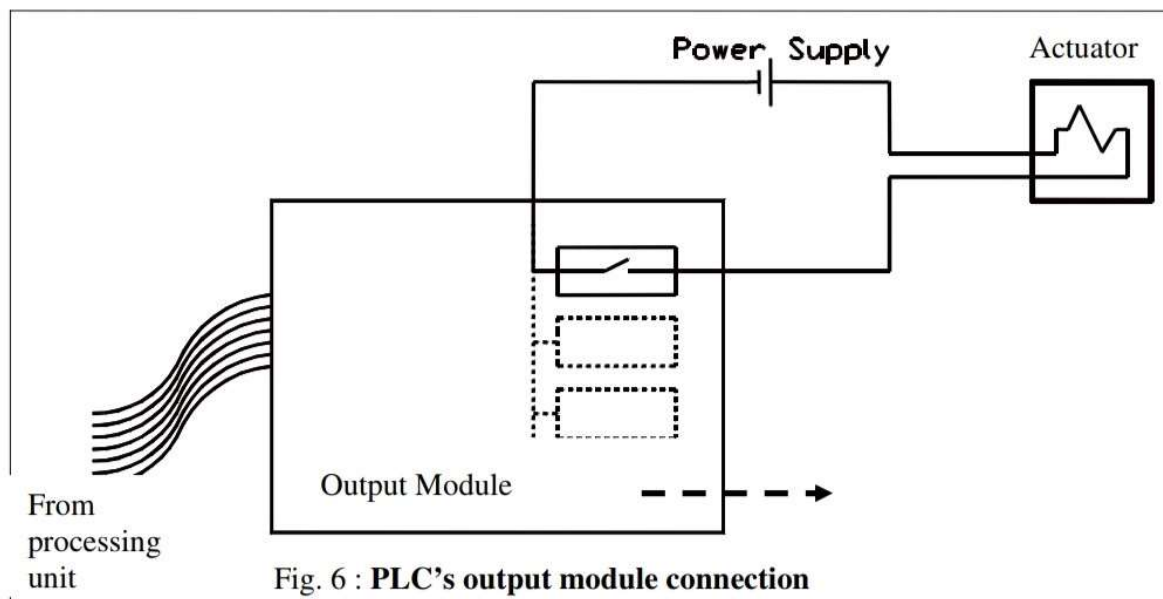 Power Supply
Actuator
Output Module
From
processing
unit
Fig. 6 : PLC's output module connection